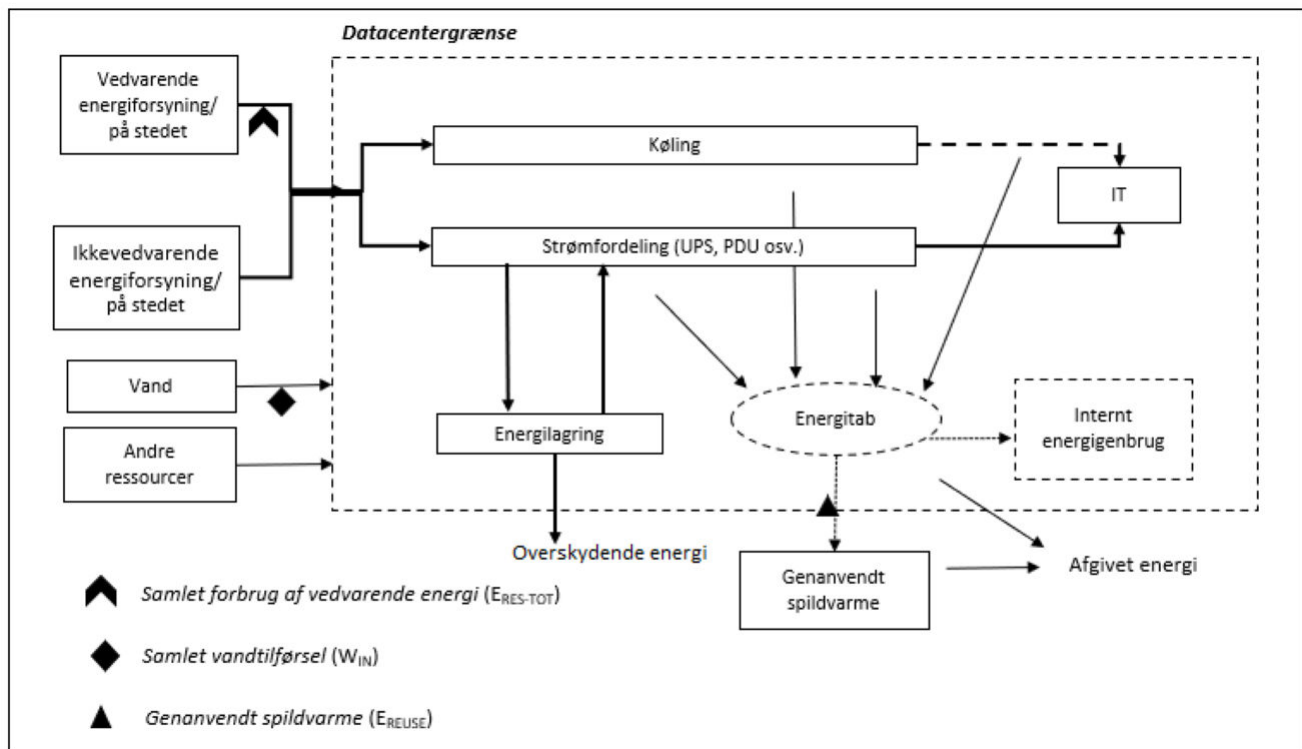 Datacentergrænse
Vedvarende
energiforsyning/
på stedet
Køling
IT
Ikkevedvarende
energiforsyning/
på stedet
Strømfordeling (UPS, PDU osv.)
Vand
Energilagring
Energitab
Internt
energigenbrug
Andre
ressourcer
Overskydende energi
Genanvendt
spildvarme
Afgivet energi
Samlet forbrug af vedvarende energi (ERES-TOT)
Samlet vandtilførsel (WIN)
Genanvendt spildvarme (EREUSE)